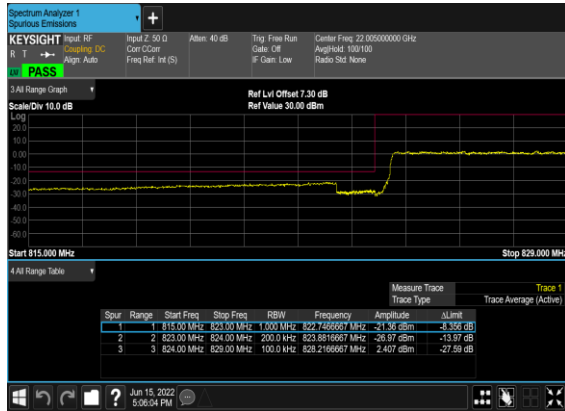 Spectrum Analyzer 1
Spurious Emissions
KEYSIGHT Input: RF Input Z: 50 Ω Atten: 40 dB Trig: Free Run Center Freq: 22.005000000 GHz
R T Coupling: DC Corr CCorr Gate: Off Avg|Hold: 100/100
Align: Auto Freq Ref: Int (S) IF Gain: Low Radio Std: None
PASS
3 All Range Graph
Ref Lvl Offset 7.30 dB
Scale/Div 10.0 dB Ref Value 30.00 dBm
Log
20.0
10.0
0.00
-10.0
-20.0
-30.0
-40.0
-50.0
-60.0
Start 815.000 MHz Stop 829.000 MHz
4 All Range Table
Measure Trace Trace 1
Trace Type Trace Average (Active)
Spur Range Start Freq Stop Freq RBW Frequency Amplitude ΔLimit
1 1 815.00 MHz 823.00 MHz 1.000 MHz 822.7466667 MHz -21.36 dBm -8.356 dB
2 2 823.00 MHz 824.00 MHz 200.0 kHz 823.8816667 MHz -26.97 dBm -13.97 dB
3 3 824.00 MHz 829.00 MHz 100.0 kHz 828.2166667 MHz 2.407 dBm -27.59 dB
Jun 15, 2022
5:06:04 PM